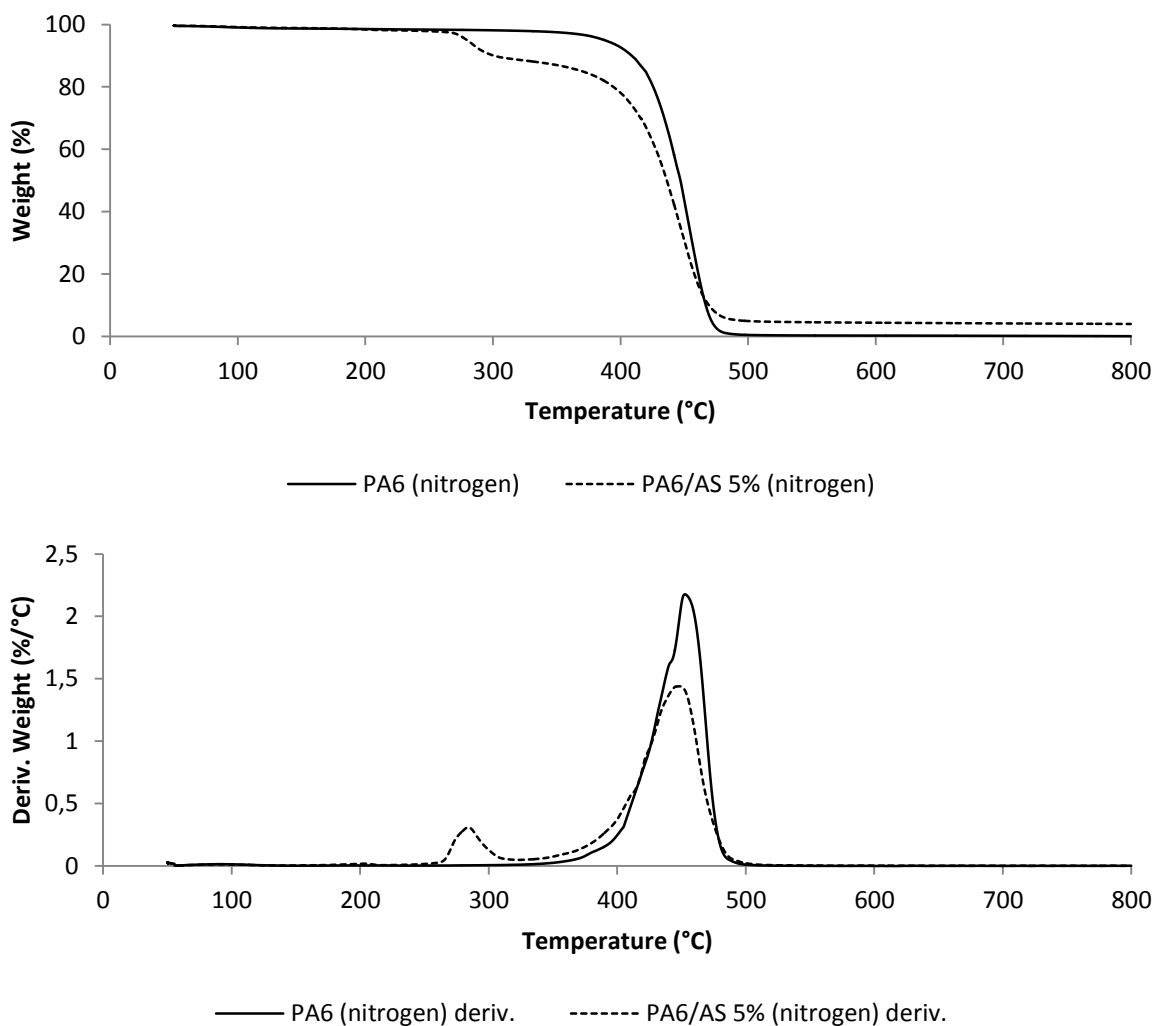 100
80
60
40
20
0
Weight (%)
0 100 200 300 400 500 600 700 800
Temperature (°C)
PA6 (nitrogen) PA6/AS 5% (nitrogen)
2,5
2
1,5
1
0,5
0
Deriv. Weight (%/°C)
0 100 200 300 400 500 600 700 800
Temperature (°C)
PA6 (nitrogen) deriv. PA6/AS 5% (nitrogen) deriv.